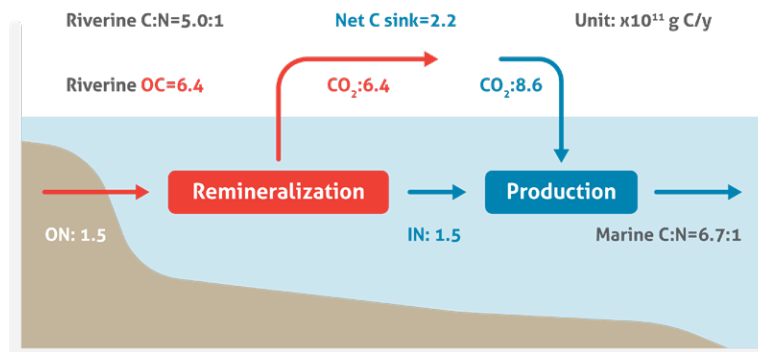 Riverine C:N=5.0:1
Net C sink=2.2
Unit: x10¹¹ g C/y
Riverine OC=6.4
CO₂:6.4
CO₂:8.6
Remineralization
Production
ON: 1.5
IN: 1.5
Marine C:N=6.7:1